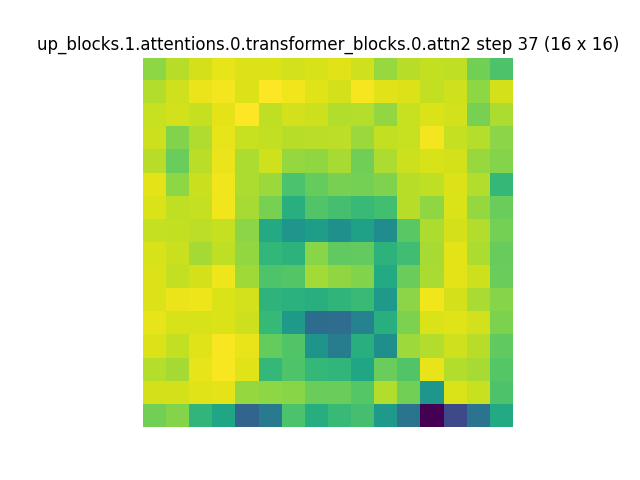 up_blocks.1.attentions.0.transformer_blocks.0.attn2 step 37 (16 x 16)